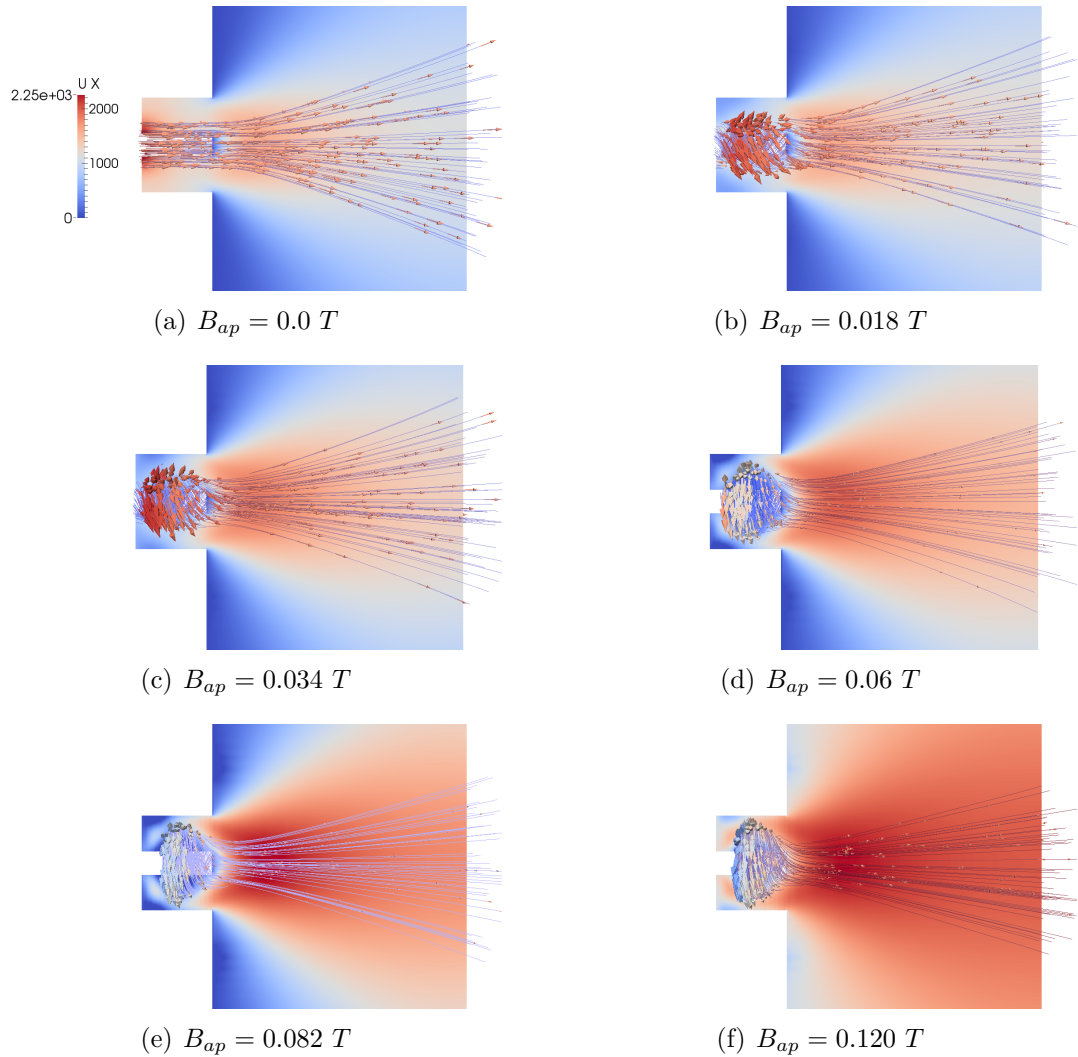 U X
2.25e+03
2000
1000
0
(a) B_ap = 0.0 T
(b) B_ap = 0.018 T
(c) B_ap = 0.034 T
(d) B_ap = 0.06 T
(e) B_ap = 0.082 T
(f) B_ap = 0.120 T